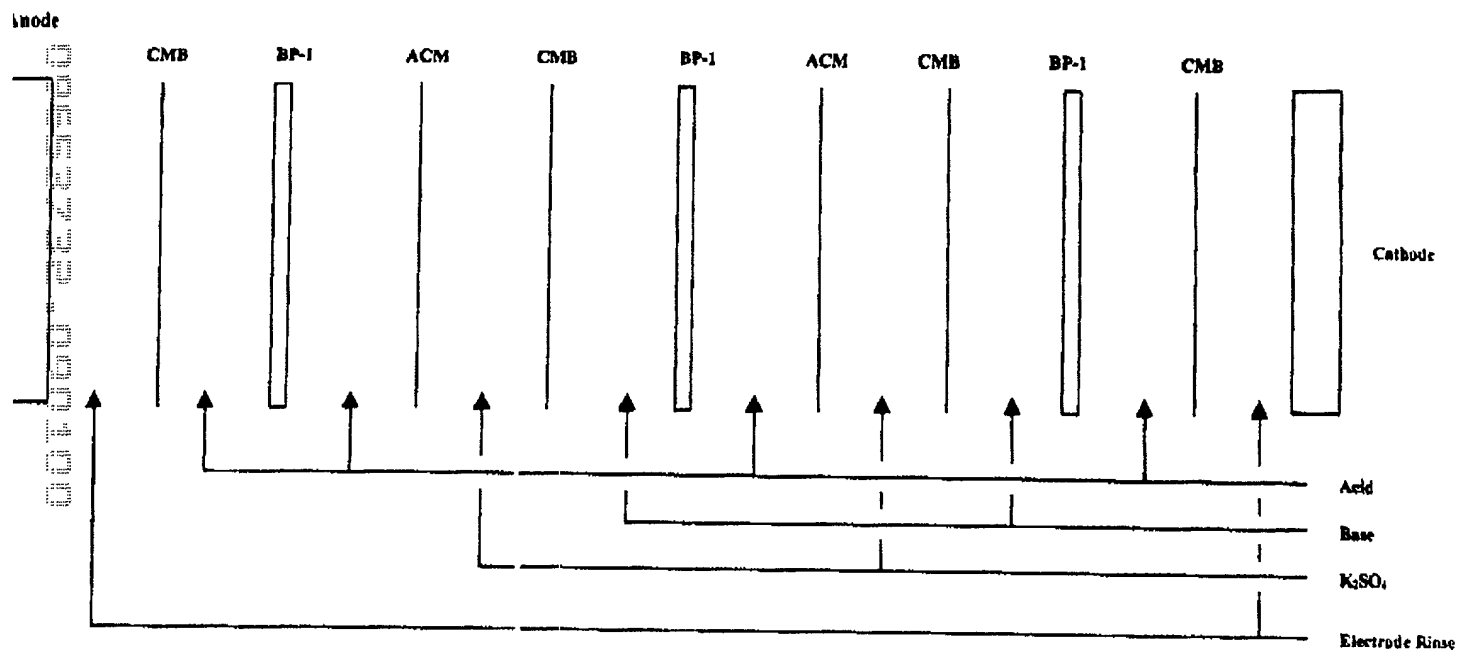 Anode
CMB BP-1 ACM CMB BP-1 ACM CMB BP-1 CMB
Cathode
Acid
Base
K₂SO₄
Electrode Rinse